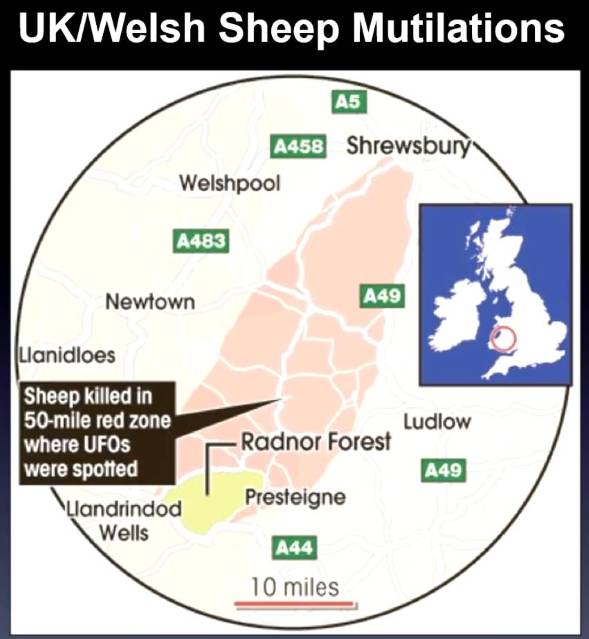 UK/Welsh Sheep Mutilations
A5
A458
Shrewsbury
Welshpool
A483
A49
Newtown
Llanidloes
Sheep killed in
50-mile red zone
where UFOs
were spotted
Ludlow
Radnor Forest
A49
Presteigne
Llandrindod
Wells
A44
10 miles